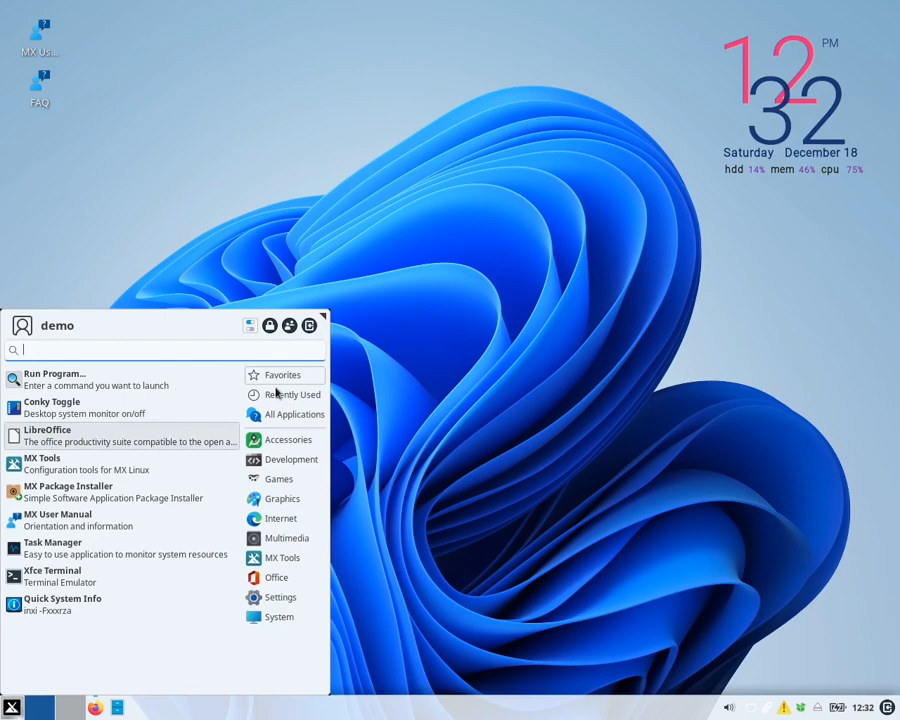 MX Us...
FAQ
12 PM
32
Saturday December 18
hdd 14% mem 46% cpu 75%
demo
Run Program...
Enter a command you want to launch
Conky Toggle
Desktop system monitor on/off
LibreOffice
The office productivity suite compatible to the open a...
MX Tools
Configuration tools for MX Linux
MX Package Installer
Simple Software Application Package Installer
MX User Manual
Orientation and information
Task Manager
Easy to use application to monitor system resources
Xfce Terminal
Terminal Emulator
Quick System Info
inxi -Fxxxrza
Favorites
Recently Used
All Applications
Accessories
Development
Games
Graphics
Internet
Multimedia
MX Tools
Office
Settings
System
12:32